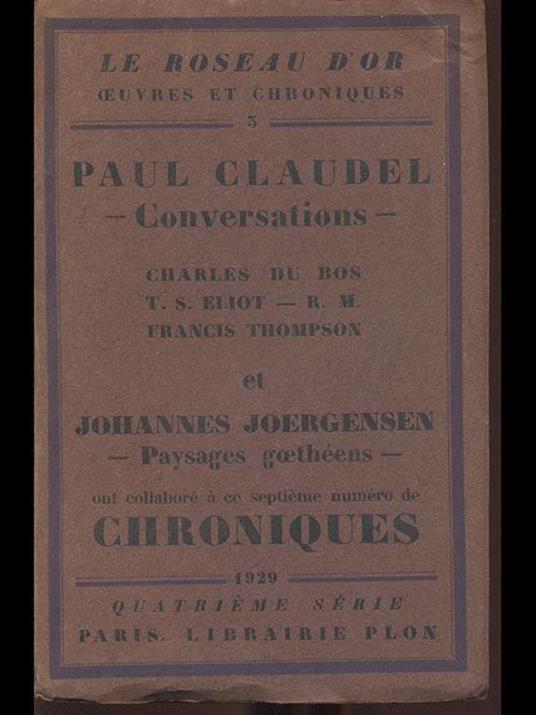 LE ROSEAU D'OR
ŒUVRES ET CHRONIQUES
5
PAUL CLAUDEL
— Conversations —
CHARLES DU BOS
T. S. ELIOT — R. M.
FRANCIS THOMPSON
et
JOHANNES JOERGENSEN
— Paysages gœthéens —
ont collaboré à ce septième numéro de
CHRONIQUES
1929
QUATRIÈME SÉRIE
PARIS. LIBRAIRIE PLON